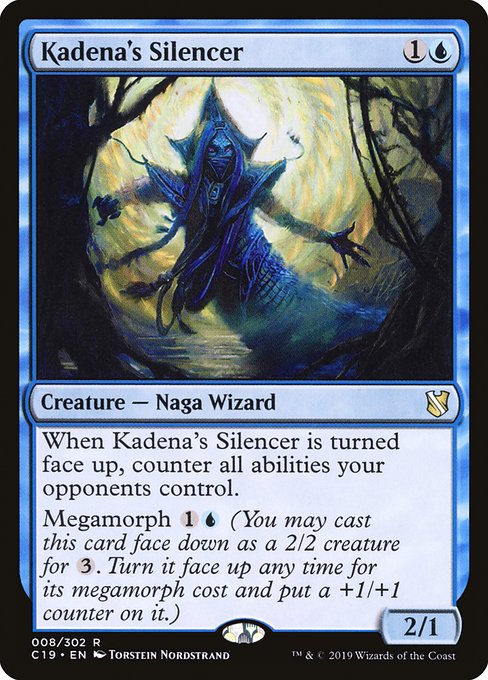 Kadena's Silencer 1
Creature — Naga Wizard
When Kadena's Silencer is turned
face up, counter all abilities your
opponents control.
Megamorph 1 (You may cast
this card face down as a 2/2 creature
for 3. Turn it face up any time for
its megamorph cost and put a +1/+1
counter on it.)
2/1
008/302 R
C19 • EN Torstein Nordstrand
™ & © 2019 Wizards of the Coast